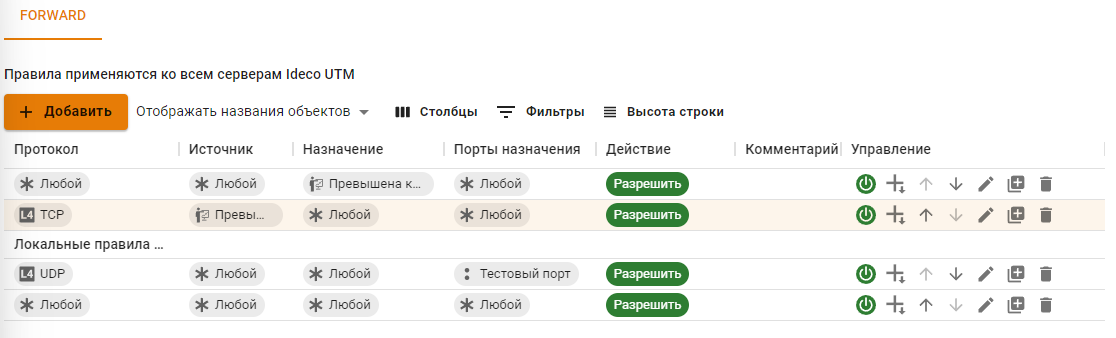 FORWARD
Правила применяются ко всем серверам Ideco UTM
+ Добавить Отображать названия объектов Столбцы Фильтры Высота строки
Протокол Источник Назначение Порты назначения Действие Комментарий Управление
Любой Любой Превышена к... Любой Разрешить
L4 TCP Превы... Любой Любой Разрешить
Локальные правила ...
L4 UDP Любой Любой Тестовый порт Разрешить
Любой Любой Любой Любой Разрешить